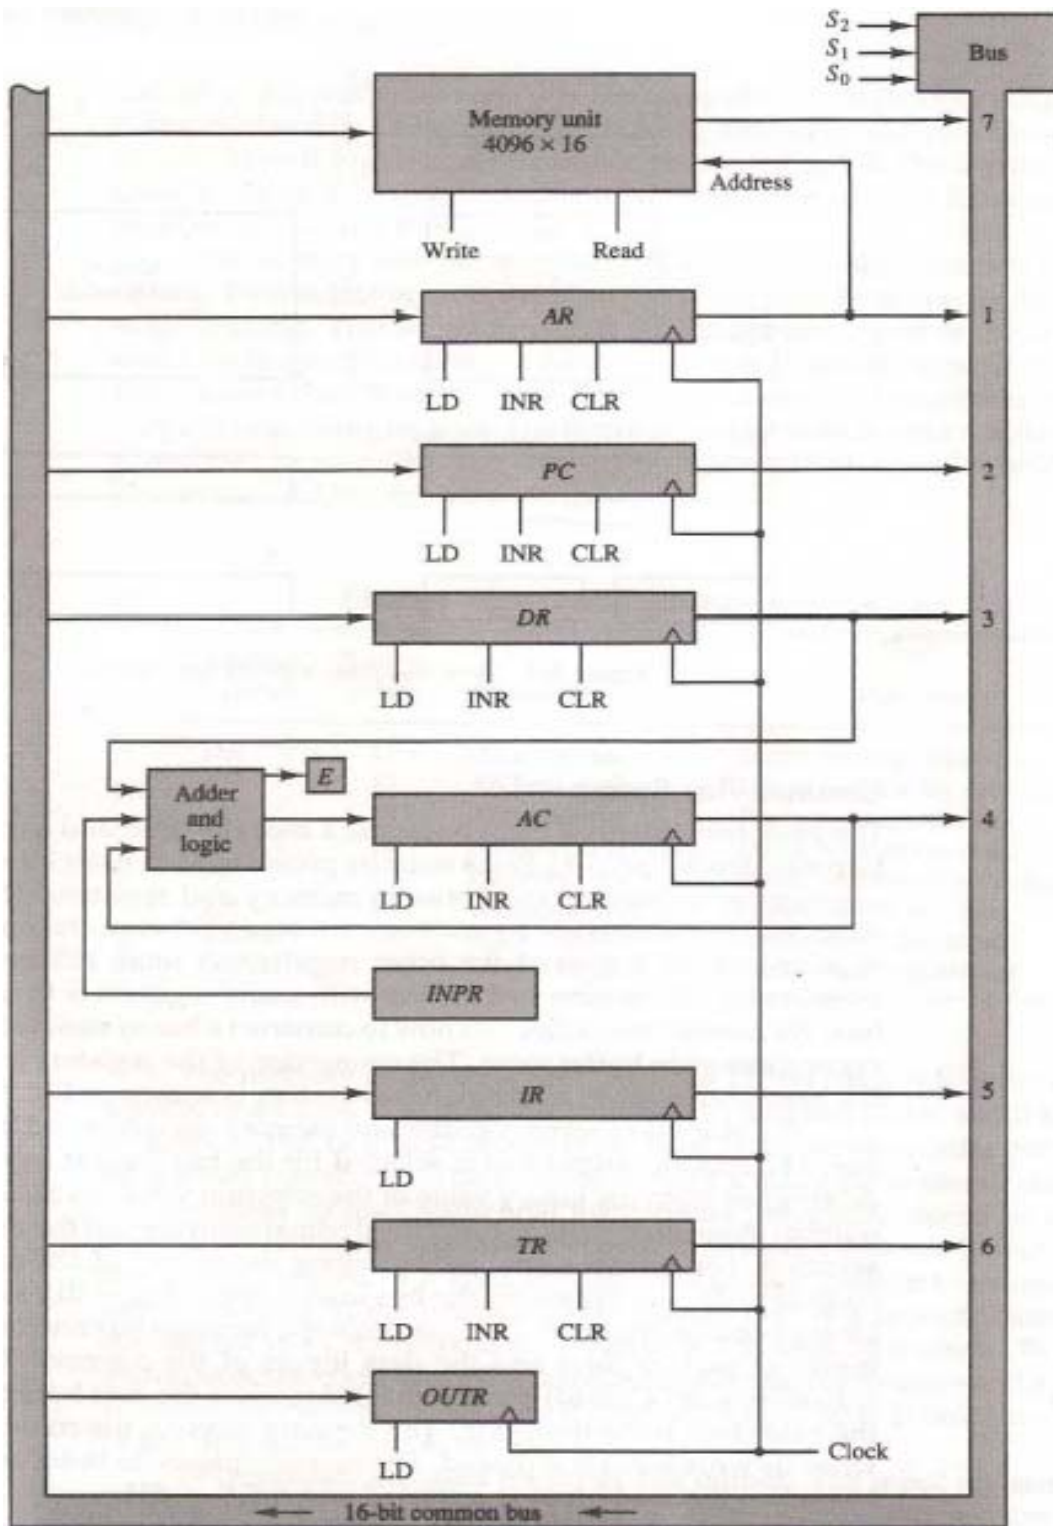 S2
S1
S0
Bus
Memory unit
4096 × 16
7
Address
Write Read
AR
1
LD INR CLR
PC
2
LD INR CLR
DR
3
LD INR CLR
Adder
and
logic
E
AC
4
LD INR CLR
INPR
IR
5
LD
TR
6
LD INR CLR
OUTR
LD
Clock
16-bit common bus